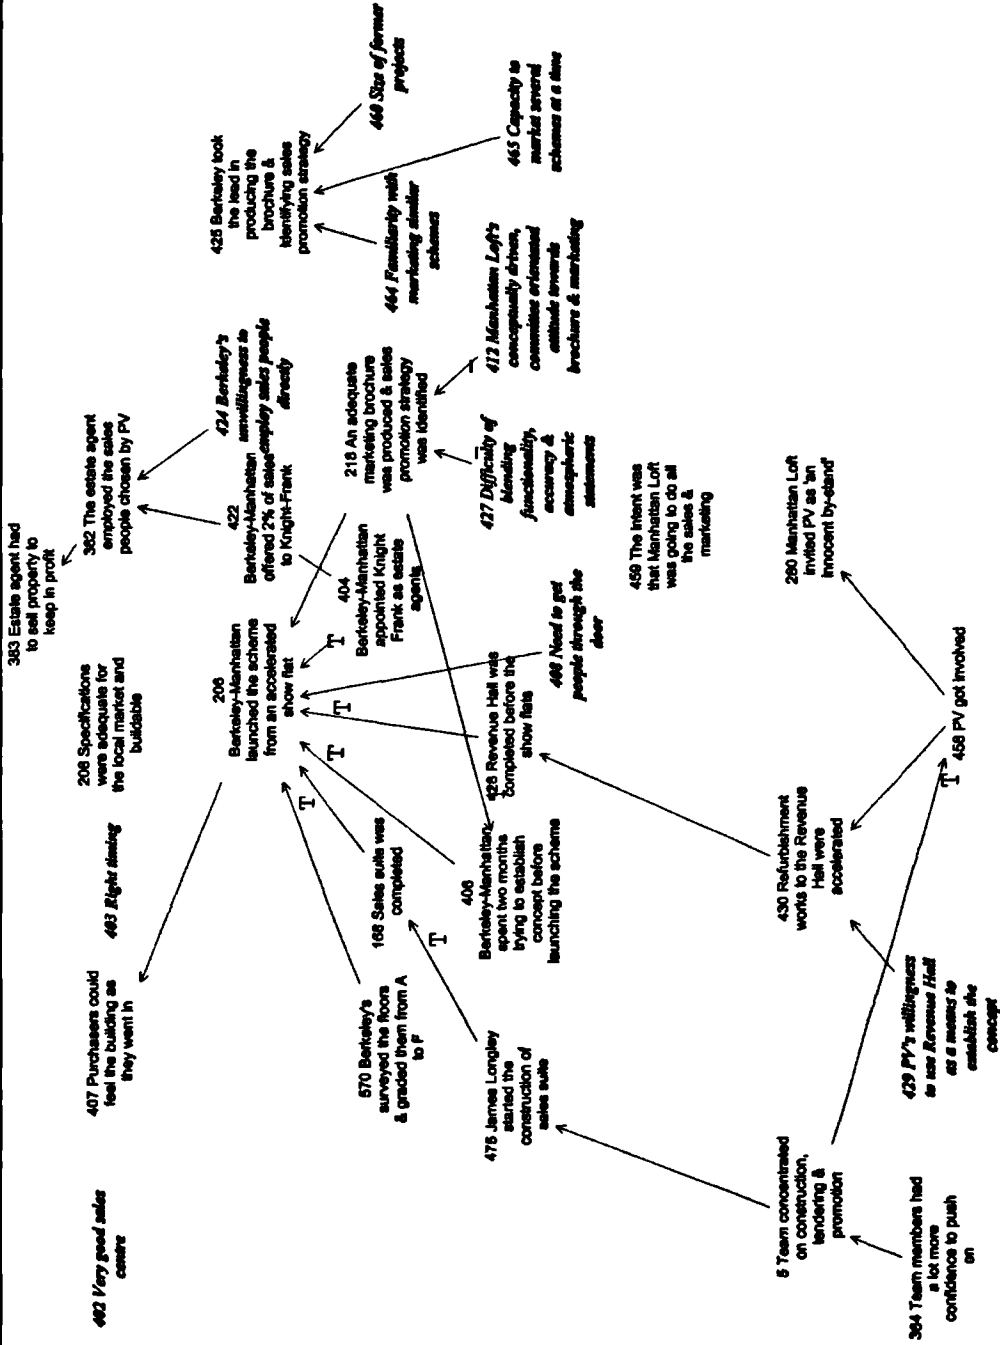 383 Estate agent had
to sell property to
keep in profit
362 The estate agent
employed the sales
people chosen by PV
424 Berkeley's
unwillingness to
employ sales people
directly
425 Berkeley took
the lead in
producing the
brochure &
identifying sales
promotion strategy
460 Size of former
projects
464 Familiarity with
marketing similar
schemes
465 Capacity to
market several
schemes at a time
422
Berkeley-Manhattan
offered 2% of sales
to Knight-Frank
404
Berkeley-Manhattan
appointed Knight
Frank as estate
agents
218 An adequate
marketing brochure
was produced & sales
promotion strategy
was identified
412 Manhattan Loft's
conceptually driven,
committee orientated
attitude towards
brochure & marketing
427 Difficulty of
blending
functionality,
accuracy &
atmospheric
statements
208 Specifications
were adequate for
the local market and
buildable
206
Berkeley-Manhattan
launched the scheme
from an accelerated
show flat
403 Right timing
407 Purchasers could
feel the building as
they went in
402 Very good sales
centre
570 Berkeley's
surveyed the floors
& graded them from A
to F
168 Sales suite was
completed
406
Berkeley-Manhattan
spent two months
trying to establish
concept before
launching the scheme
Revenue Hall was
completed before the
show flats
408 Need to get
people through the
door
475 James Longley
started the
construction of
sales suite
459 The intent was
that Manhattan Loft
was going to do all
the sales &
marketing
260 Manhattan Loft
invited PV as 'an
innocent by-stand'
458 PV got involved
430 Refurbishment
works to the Revenue
Hall were
accelerated
429 PV's willingness
to use Revenue Hall
as a means to
establish the
concept
5 Team concentrated
on construction,
tendering &
promotion
364 Team members had
a lot more
confidence to push
on
T
T
T
T
T
T